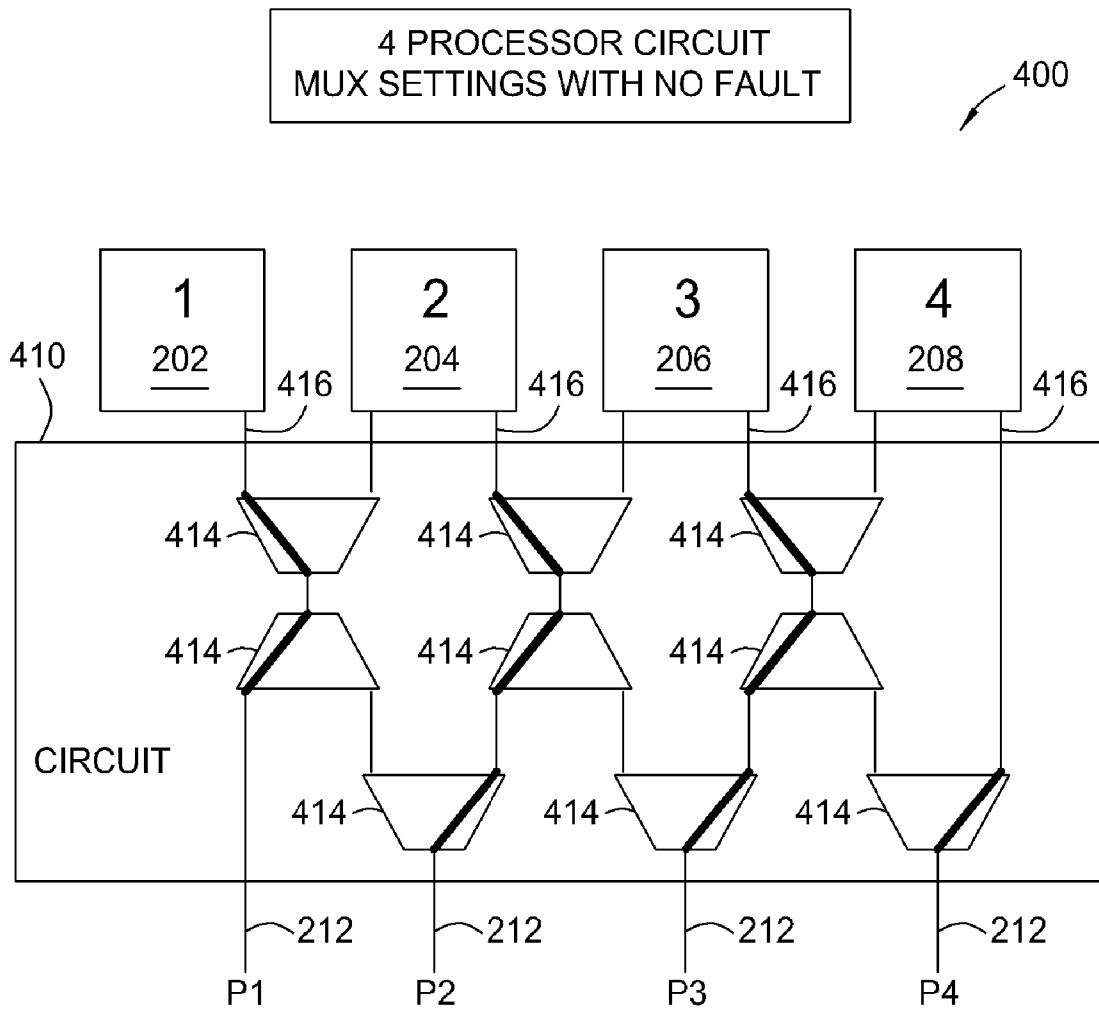 4 PROCESSOR CIRCUIT
MUX SETTINGS WITH NO FAULT
400
1 2 3 4
202 204 206 208
410
416 416 416 416
414 414 414
414 414 414
CIRCUIT
414 414 414
212 212 212 212
P1 P2 P3 P4